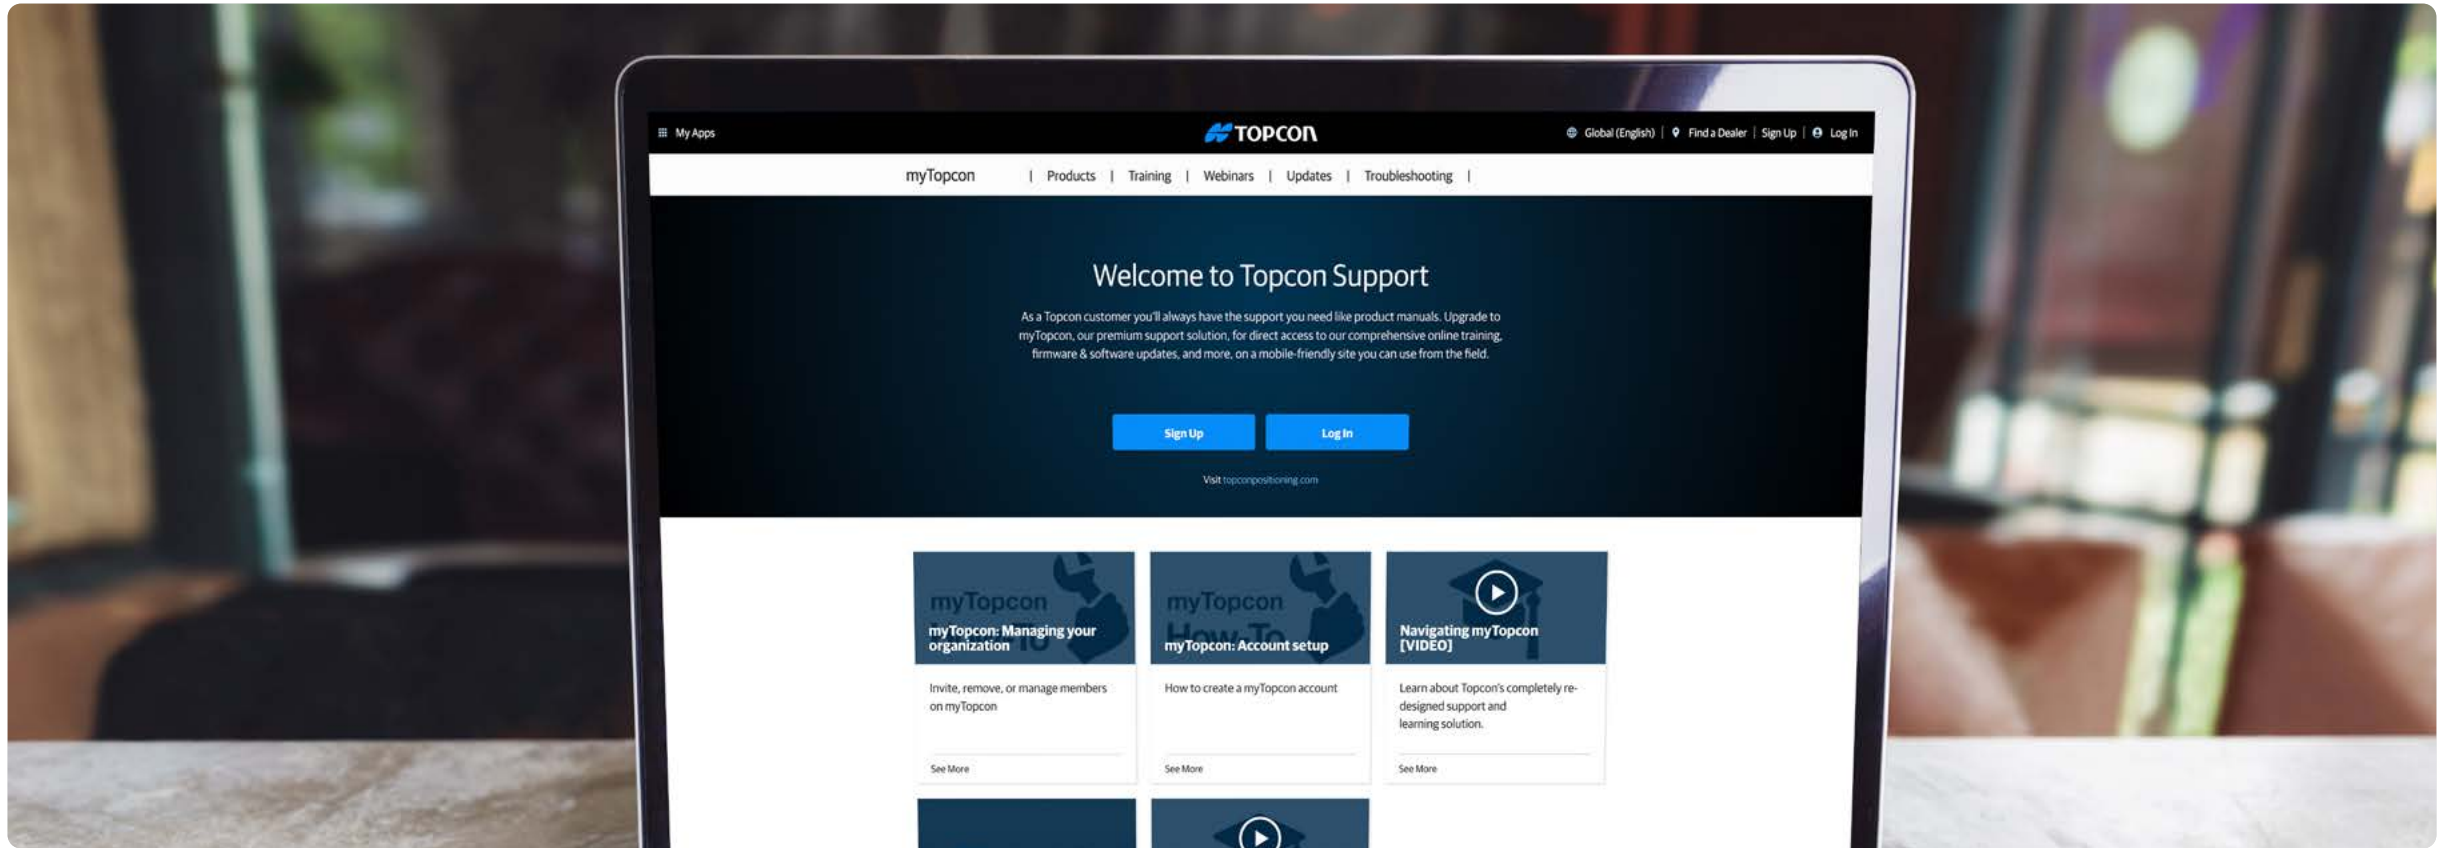 My Apps
TOPCON
Global (English) | Find a Dealer | Sign Up | Log In
myTopcon | Products | Training | Webinars | Updates | Troubleshooting |
Welcome to Topcon Support
As a Topcon customer you'll always have the support you need like product manuals. Upgrade to
myTopcon, our premium support solution, for direct access to our comprehensive online training,
firmware & software updates, and more, on a mobile-friendly site you can use from the field.
Sign Up
Log In
Visit topconpositioning.com
myTopcon
How-To
myTopcon: Managing your
organization
Invite, remove, or manage members
on myTopcon
See More
myTopcon
How-To
myTopcon: Account setup
How to create a myTopcon account
See More
Navigating myTopcon
[VIDEO]
Learn about Topcon's completely re-
designed support and
learning solution.
See More